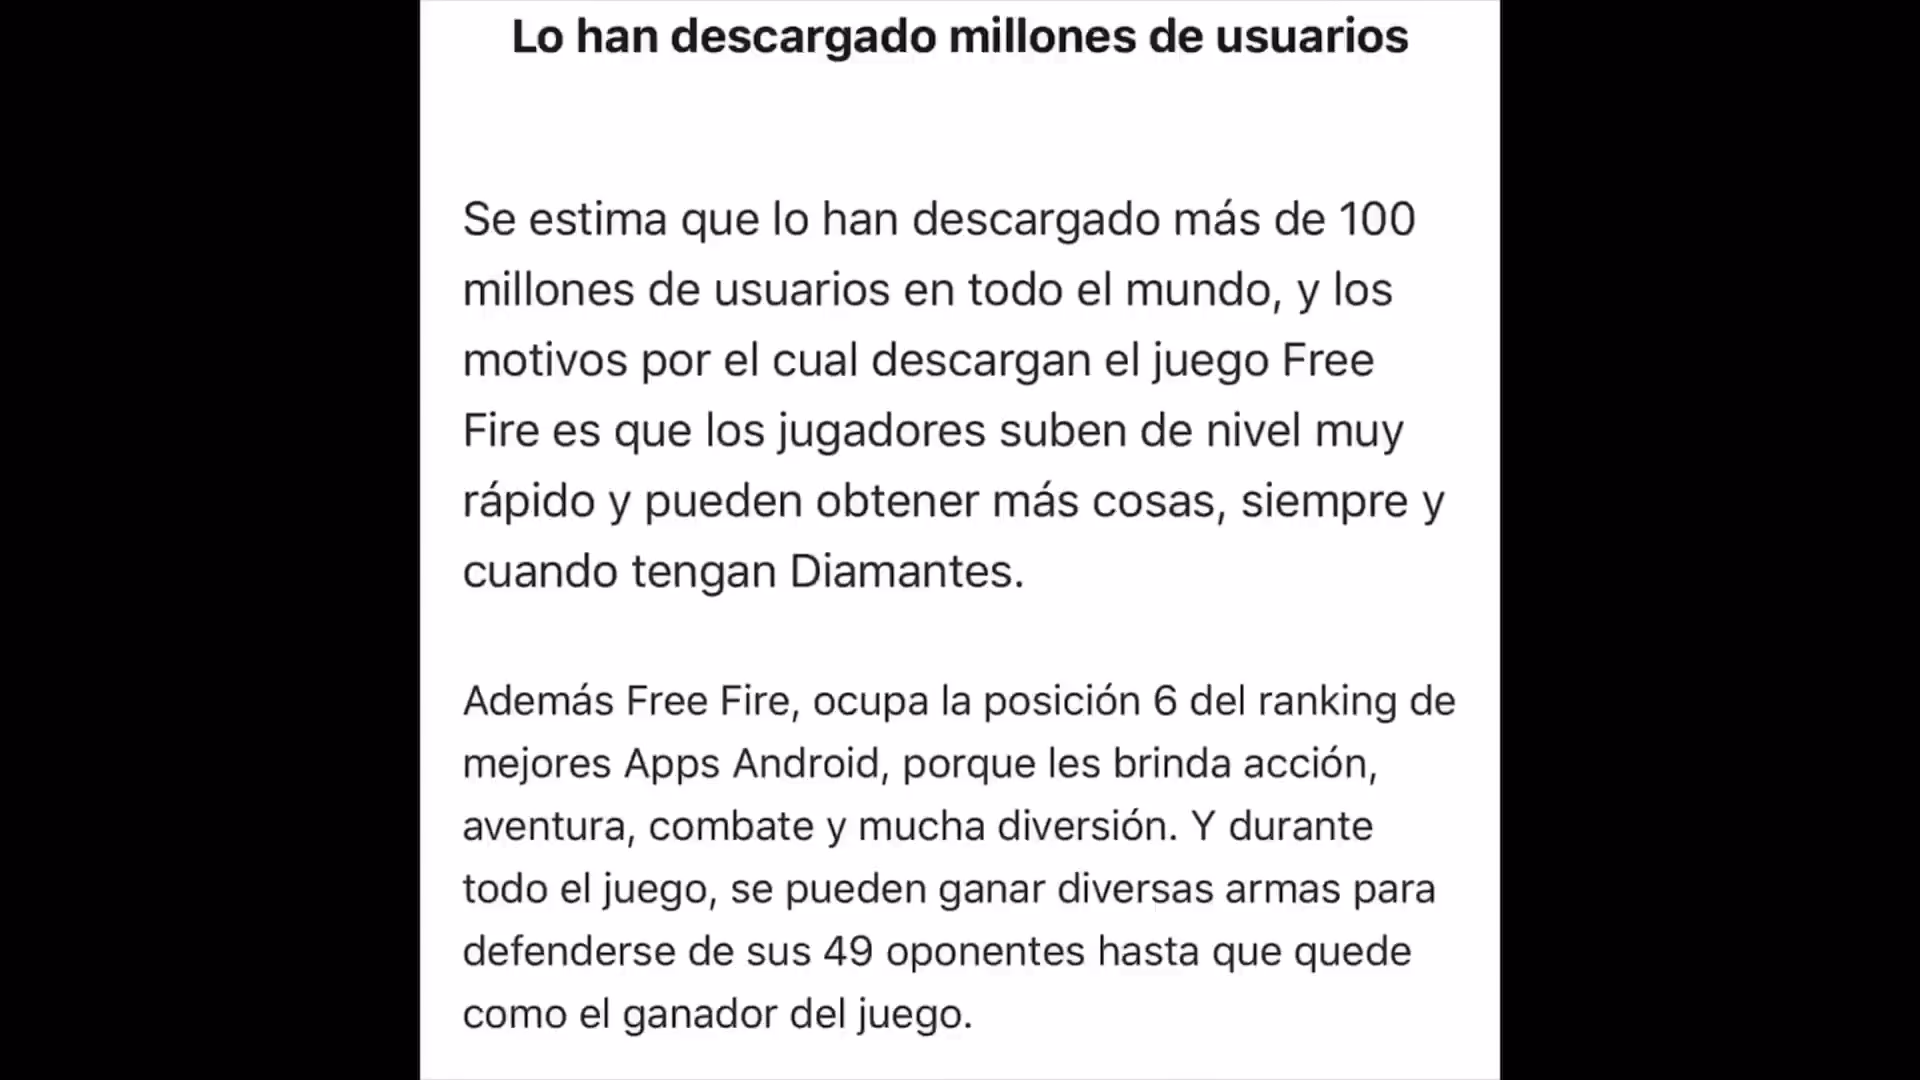 Lo han descargado millones de usuarios
Se estima que lo han descargado más de 100
millones de usuarios en todo el mundo, y los
motivos por el cual descargan el juego Free
Fire es que los jugadores suben de nivel muy
rápido y pueden obtener más cosas, siempre y
cuando tengan Diamantes.
Además Free Fire, ocupa la posición 6 del ranking de
mejores Apps Android, porque les brinda acción,
aventura, combate y mucha diversión. Y durante
todo el juego, se pueden ganar diversas armas para
defenderse de sus 49 oponentes hasta que quede
como el ganador del juego.